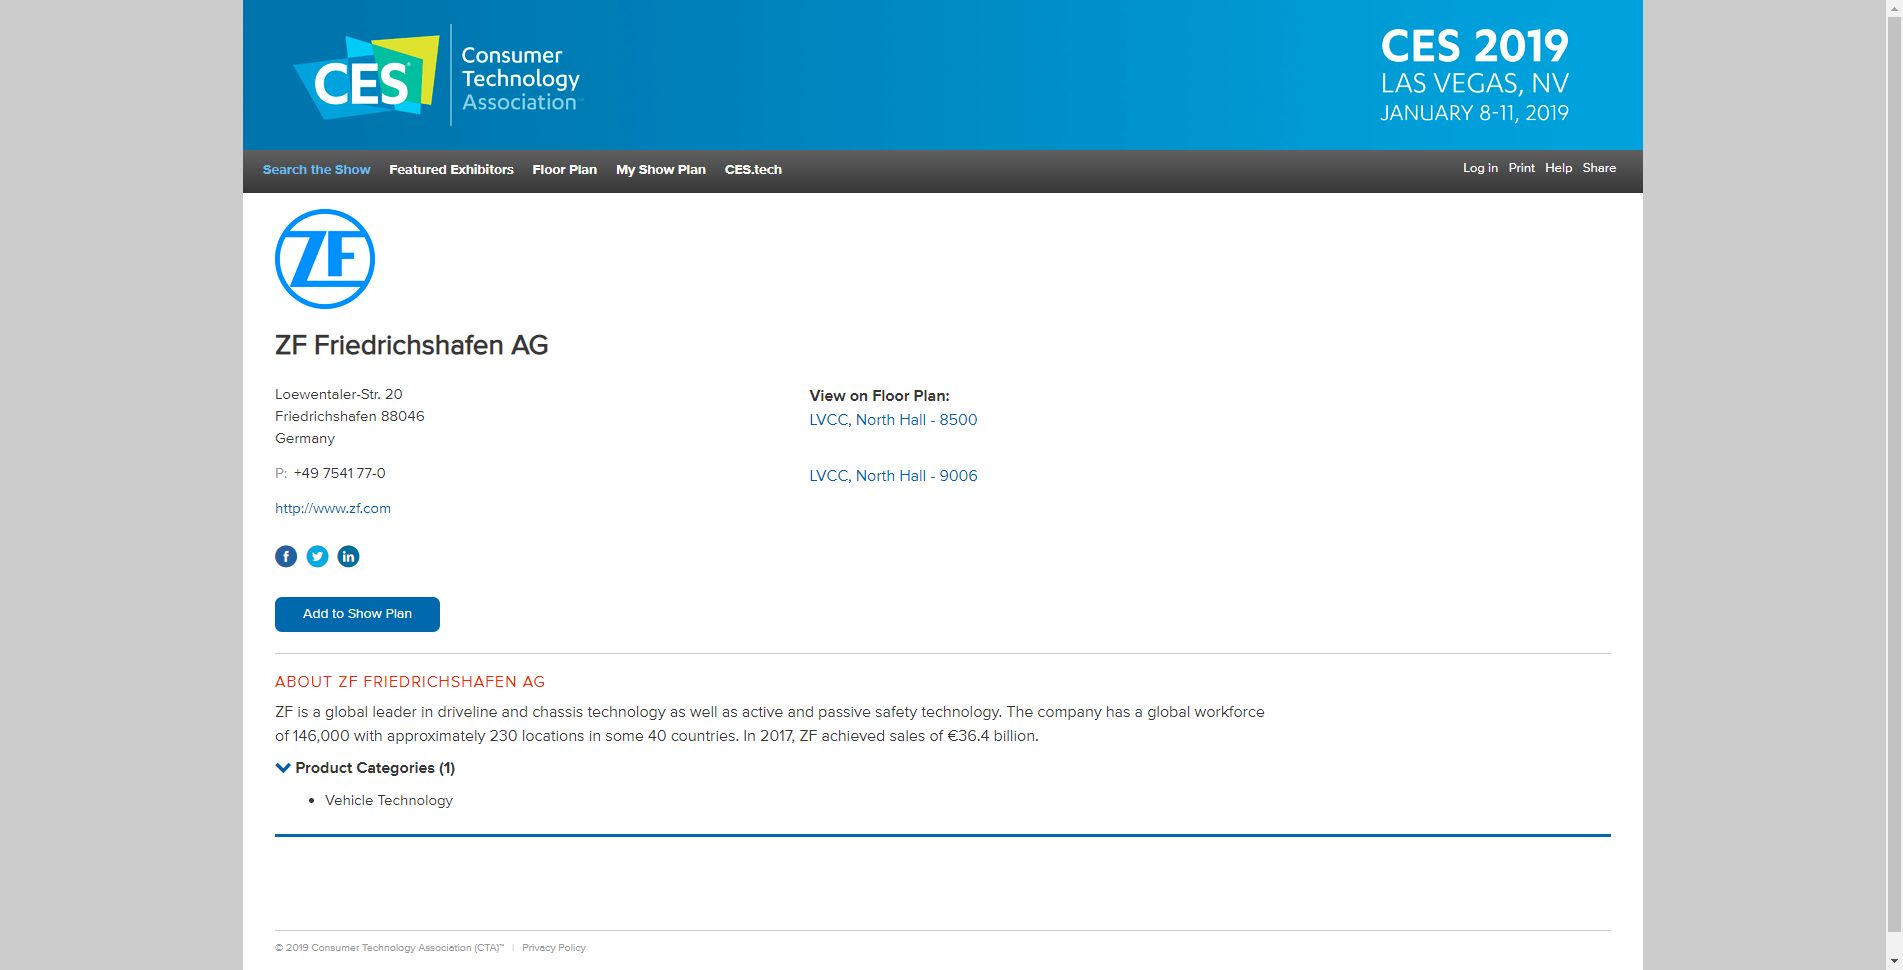 CES
Consumer
Technology
Association™
CES 2019
LAS VEGAS, NV
JANUARY 8-11, 2019
Search the Show Featured Exhibitors Floor Plan My Show Plan CES.tech
Log in Print Help Share
ZF
ZF Friedrichshafen AG
Loewentaler-Str. 20
Friedrichshafen 88046
Germany
P: +49 7541 77-0
http://www.zf.com
View on Floor Plan:
LVCC, North Hall - 8500
LVCC, North Hall - 9006
f in
Add to Show Plan
ABOUT ZF FRIEDRICHSHAFEN AG
ZF is a global leader in driveline and chassis technology as well as active and passive safety technology. The company has a global workforce
of 146,000 with approximately 230 locations in some 40 countries. In 2017, ZF achieved sales of €36.4 billion.
Product Categories (1)
• Vehicle Technology
© 2019 Consumer Technology Association (CTA)™ | Privacy Policy